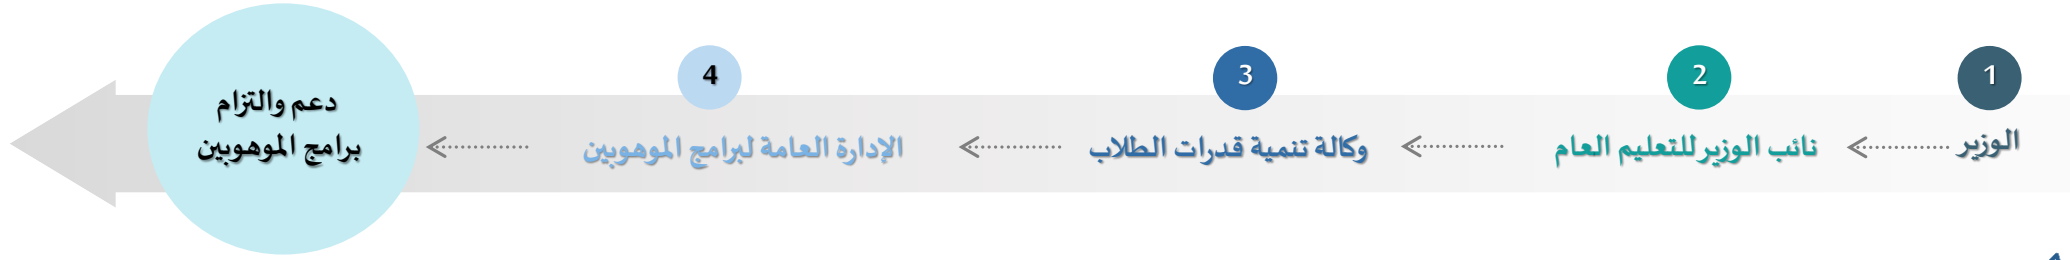 1
الوزير
2
نائب الوزير للتعليم العام
3
وكالة تنمية قدرات الطلاب
4
الإدارة العامة لبرامج الموهوبين
دعم والتزام
برامج الموهوبين